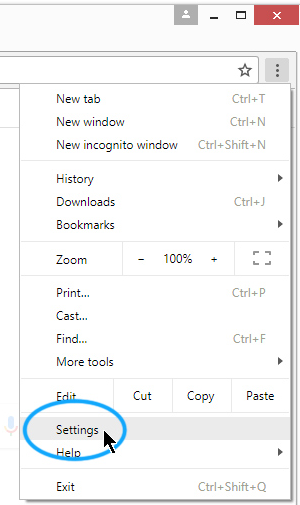 New tab Ctrl+T
New window Ctrl+N
New incognito window Ctrl+Shift+N
History
Downloads Ctrl+J
Bookmarks
Zoom − 100% +
Print... Ctrl+P
Cast...
Find... Ctrl+F
More tools
Edit Cut Copy Paste
Settings
Help
Exit Ctrl+Shift+Q